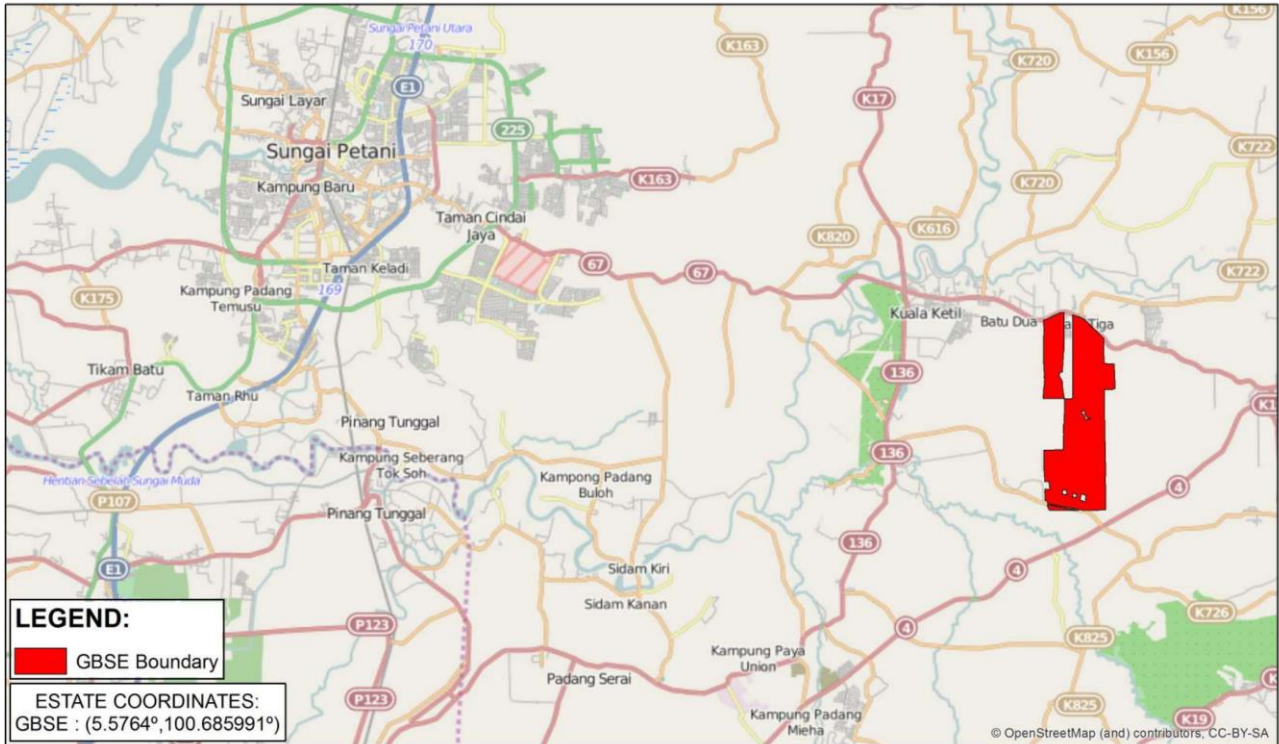 Sungai Petani Utara
170
K163
K156
K720
K156
E1
K17
Sungai Layar
225
Sungai Petani
K722
Kampung Baru
K163
K720
Taman Cindai
Jaya
K820
K616
67
67
K722
Taman Keladi
169
K175
Kampung Padang
Temusu
Kuala Ketil
Batu Dua
Tiga
Tikam Batu
136
Taman Rhu
Pinang Tunggal
136
Kampung Seberang
Tok Soh
Hentian Sebelah Sungai Muda
Kampong Padang
Buloh
4
P107
Pinang Tunggal
136
E1
Sidam Kiri
4
Sidam Kanan
K726
LEGEND:
GBSE Boundary
P123
4
K825
Kampung Paya
Union
Padang Serai
ESTATE COORDINATES:
GBSE : (5.5764º,100.685991º)
P123
Kampung Padang
Mieha
K825
K19
© OpenStreetMap (and) contributors, CC-BY-SA